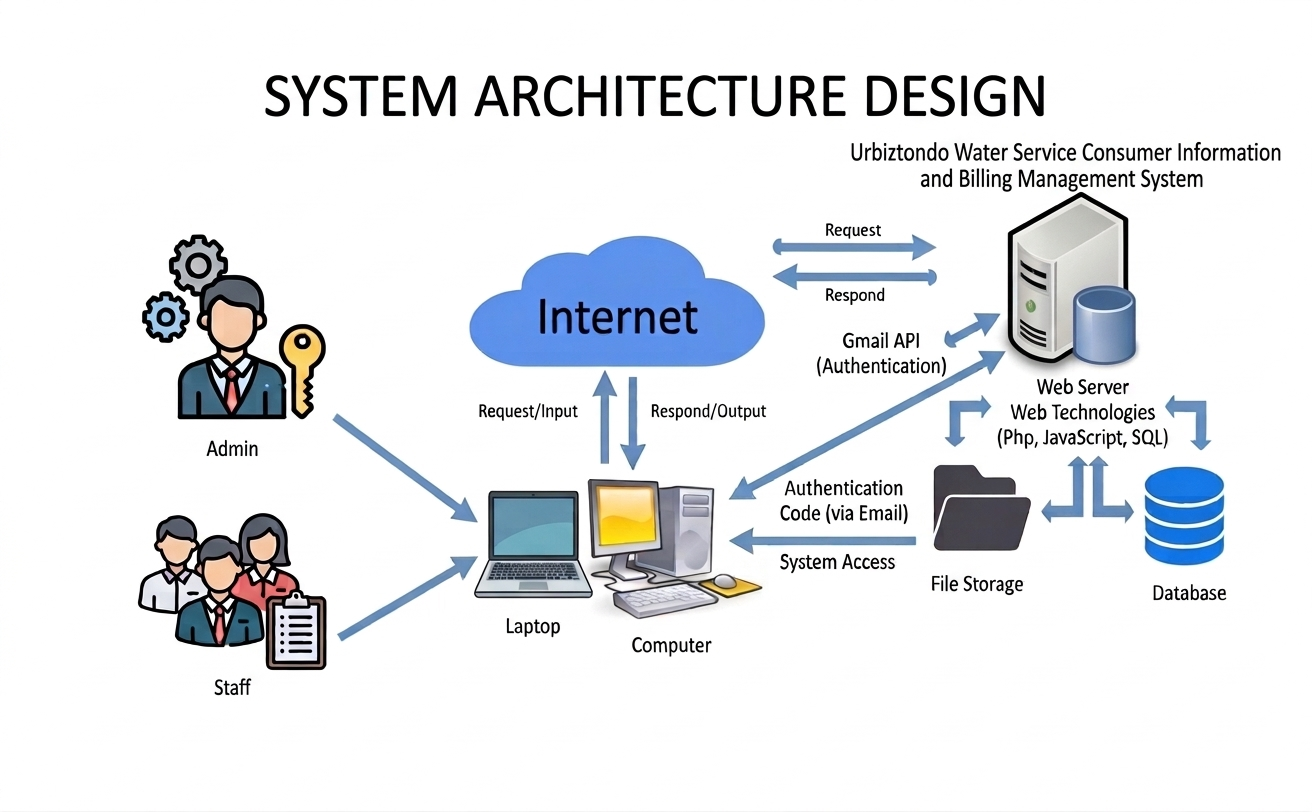 SYSTEM ARCHITECTURE DESIGN
Urbiztondo Water Service Consumer Information
and Billing Management System
Request
Respond
Internet
Gmail API
(Authentication)
Web Server
Web Technologies
(Php, JavaScript, SQL)
Request/Input
Respond/Output
Admin
Authentication
Code (via Email)
System Access
File Storage
Database
Laptop
Computer
Staff